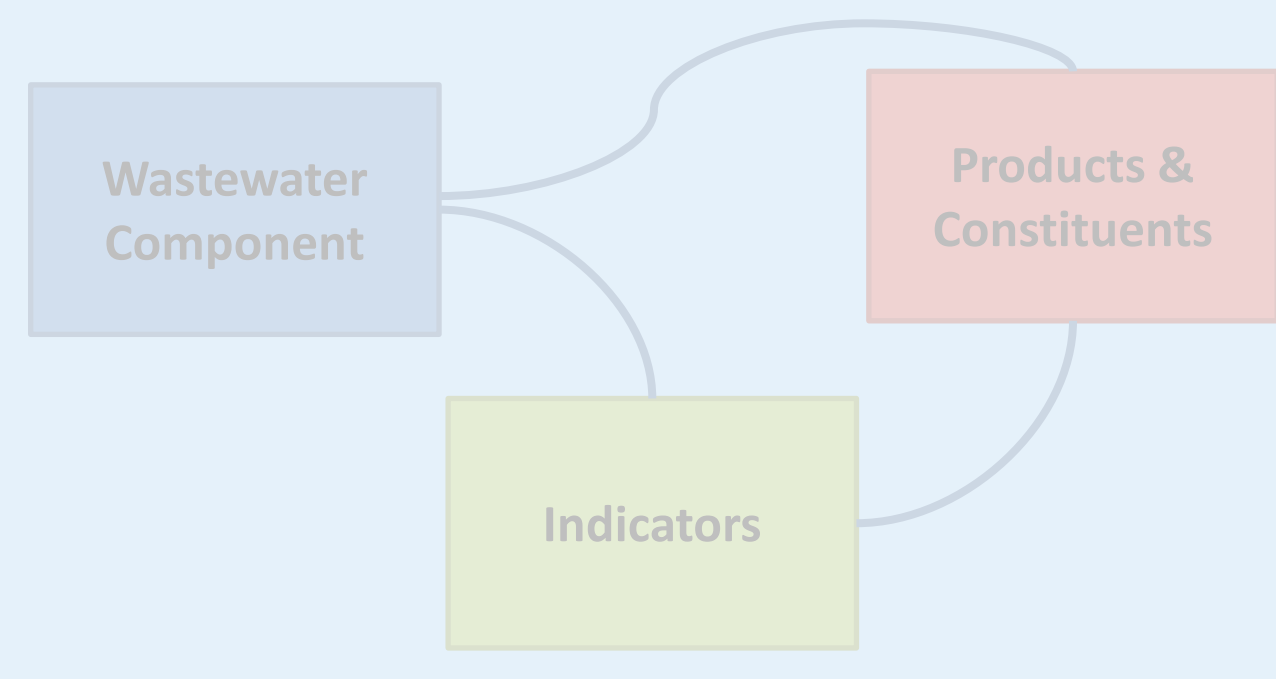 Wastewater
Component
Products &
Constituents
Indicators